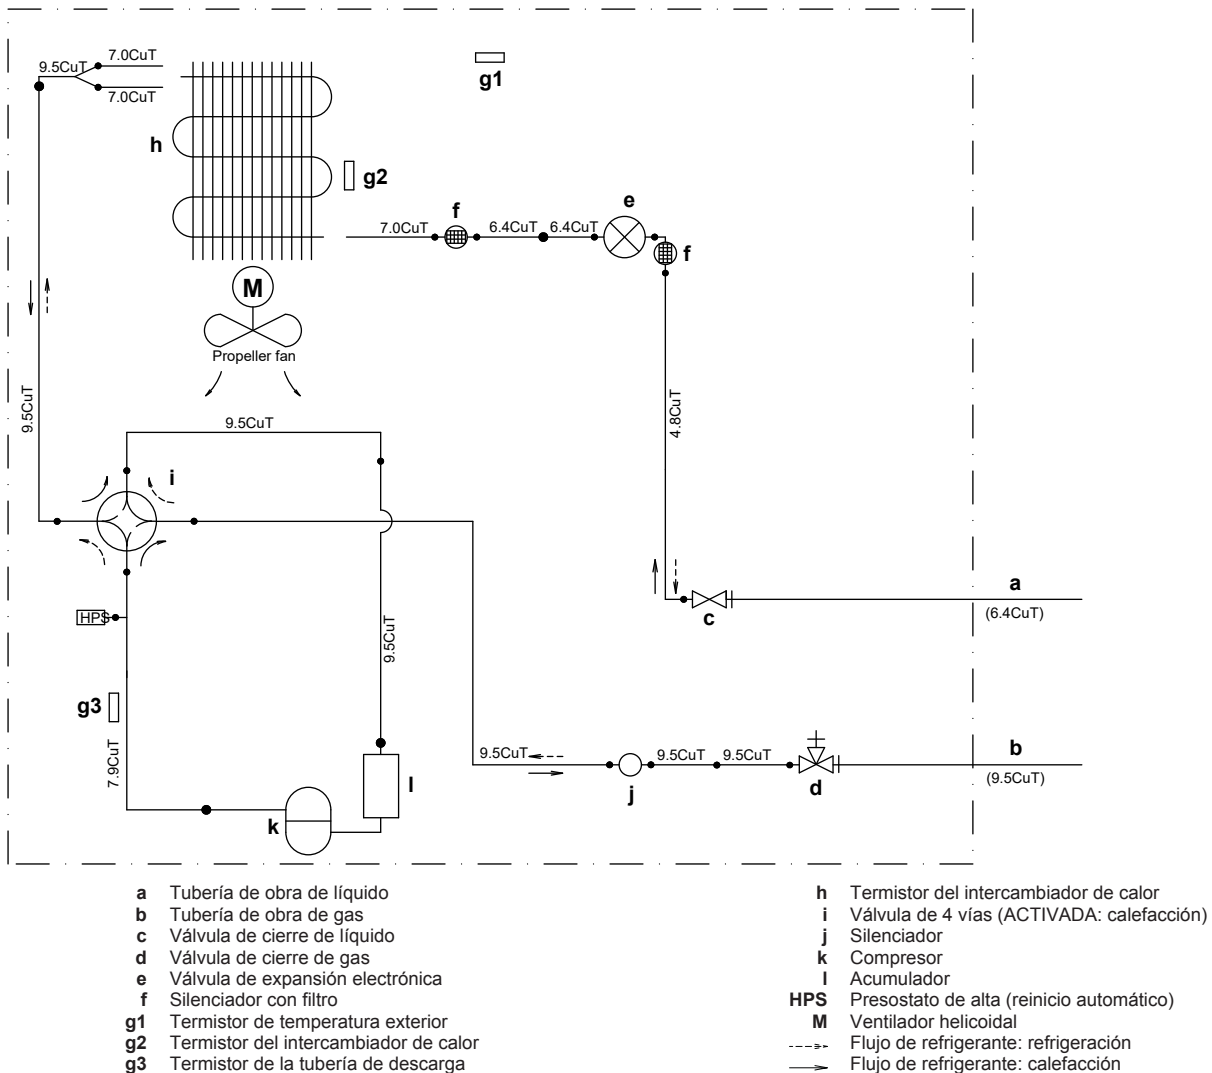 7.0CuT
9.5CuT
7.0CuT
g1
h
g2
f
e
7.0CuT
6.4CuT
6.4CuT
f
M
Propeller fan
9.5CuT
4.8CuT
9.5CuT
i
a
(6.4CuT)
c
HPS
9.5CuT
g3
7.9CuT
9.5CuT
9.5CuT
9.5CuT
b
(9.5CuT)
l
j
d
k
a Tubería de obra de líquido
b Tubería de obra de gas
c Válvula de cierre de líquido
d Válvula de cierre de gas
e Válvula de expansión electrónica
f Silenciador con filtro
g1 Termistor de temperatura exterior
g2 Termistor del intercambiador de calor
g3 Termistor de la tubería de descarga
h Termistor del intercambiador de calor
i Válvula de 4 vías (ACTIVADA: calefacción)
j Silenciador
k Compresor
l Acumulador
HPS Presostato de alta (reinicio automático)
M Ventilador helicoidal
Flujo de refrigerante: refrigeración
Flujo de refrigerante: calefacción